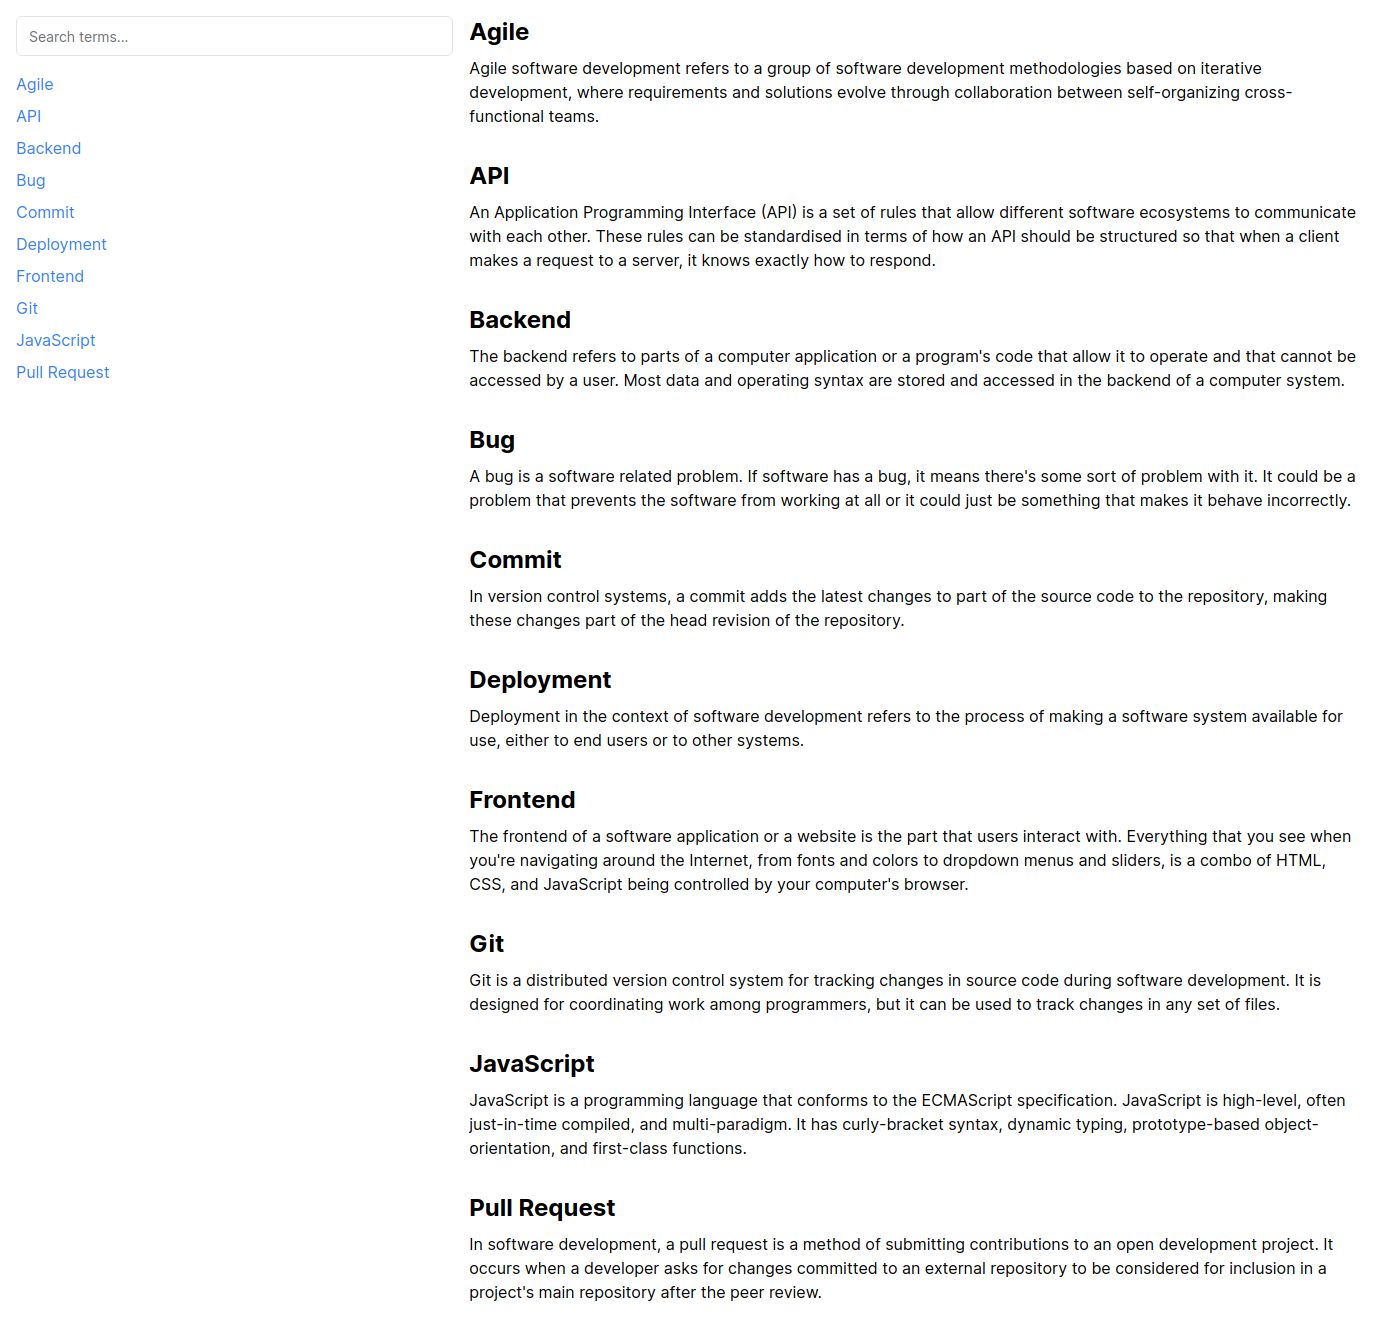 Search terms...
Agile
API
Backend
Bug
Commit
Deployment
Frontend
Git
JavaScript
Pull Request
Agile
Agile software development refers to a group of software development methodologies based on iterative
development, where requirements and solutions evolve through collaboration between self-organizing cross-
functional teams.
API
An Application Programming Interface (API) is a set of rules that allow different software ecosystems to communicate
with each other. These rules can be standardised in terms of how an API should be structured so that when a client
makes a request to a server, it knows exactly how to respond.
Backend
The backend refers to parts of a computer application or a program's code that allow it to operate and that cannot be
accessed by a user. Most data and operating syntax are stored and accessed in the backend of a computer system.
Bug
A bug is a software related problem. If software has a bug, it means there's some sort of problem with it. It could be a
problem that prevents the software from working at all or it could just be something that makes it behave incorrectly.
Commit
In version control systems, a commit adds the latest changes to part of the source code to the repository, making
these changes part of the head revision of the repository.
Deployment
Deployment in the context of software development refers to the process of making a software system available for
use, either to end users or to other systems.
Frontend
The frontend of a software application or a website is the part that users interact with. Everything that you see when
you're navigating around the Internet, from fonts and colors to dropdown menus and sliders, is a combo of HTML,
CSS, and JavaScript being controlled by your computer's browser.
Git
Git is a distributed version control system for tracking changes in source code during software development. It is
designed for coordinating work among programmers, but it can be used to track changes in any set of files.
JavaScript
JavaScript is a programming language that conforms to the ECMAScript specification. JavaScript is high-level, often
just-in-time compiled, and multi-paradigm. It has curly-bracket syntax, dynamic typing, prototype-based object-
orientation, and first-class functions.
Pull Request
In software development, a pull request is a method of submitting contributions to an open development project. It
occurs when a developer asks for changes committed to an external repository to be considered for inclusion in a
project's main repository after the peer review.